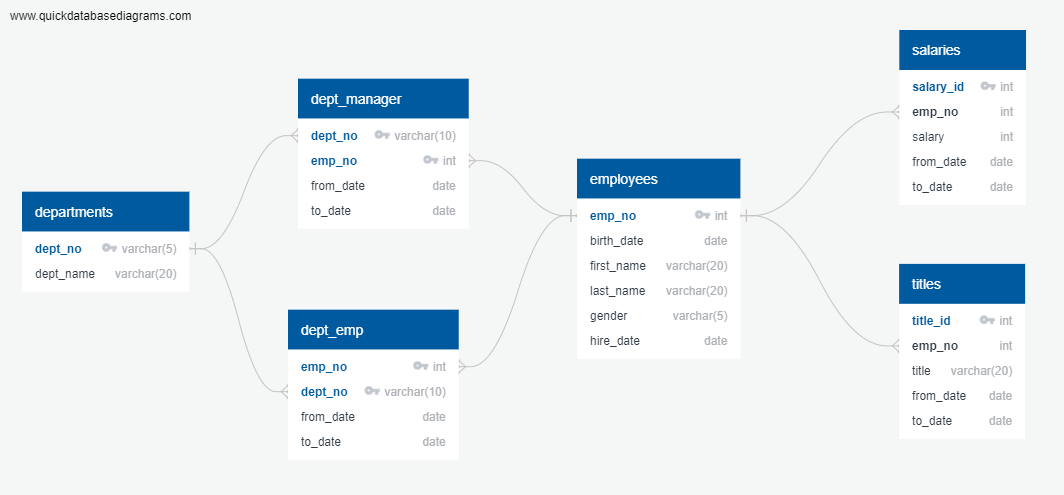 www.quickdatabasediagrams.com
departments
dept_no varchar(5)
dept_name varchar(20)
dept_manager
dept_no varchar(10)
emp_no int
from_date date
to_date date
dept_emp
emp_no int
dept_no varchar(10)
from_date date
to_date date
employees
emp_no int
birth_date date
first_name varchar(20)
last_name varchar(20)
gender varchar(5)
hire_date date
salaries
salary_id int
emp_no int
salary int
from_date date
to_date date
titles
title_id int
emp_no int
title varchar(20)
from_date date
to_date date